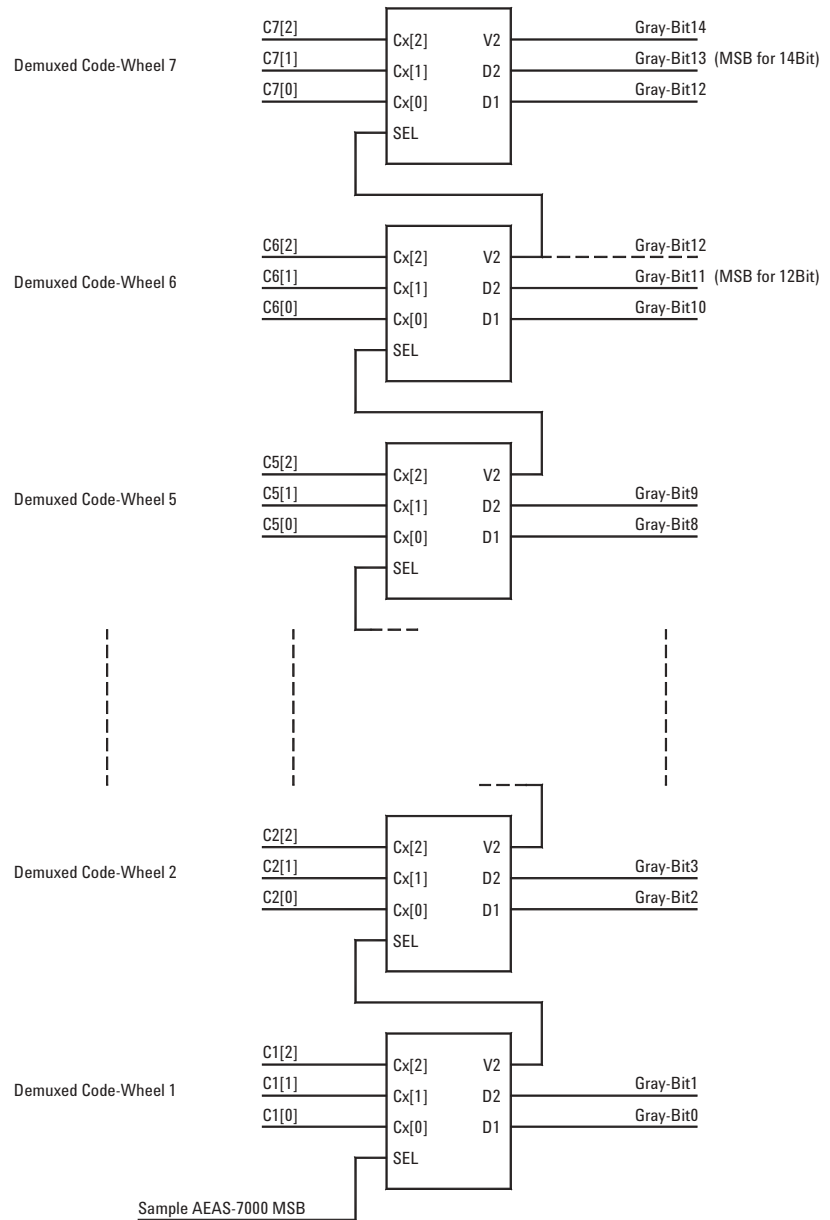 C7[2] Cx[2] V2 Gray-Bit14
Demuxed Code-Wheel 7 C7[1] Cx[1] D2 Gray-Bit13 (MSB for 14Bit)
C7[0] Cx[0] D1 Gray-Bit12
SEL
C6[2] Cx[2] V2 Gray-Bit12
Demuxed Code-Wheel 6 C6[1] Cx[1] D2 Gray-Bit11 (MSB for 12Bit)
C6[0] Cx[0] D1 Gray-Bit10
SEL
C5[2] Cx[2] V2
Demuxed Code-Wheel 5 C5[1] Cx[1] D2 Gray-Bit9
C5[0] Cx[0] D1 Gray-Bit8
SEL
C2[2] Cx[2] V2
Demuxed Code-Wheel 2 C2[1] Cx[1] D2 Gray-Bit3
C2[0] Cx[0] D1 Gray-Bit2
SEL
C1[2] Cx[2] V2
Demuxed Code-Wheel 1 C1[1] Cx[1] D2 Gray-Bit1
C1[0] Cx[0] D1 Gray-Bit0
SEL
Sample AEAS-7000 MSB